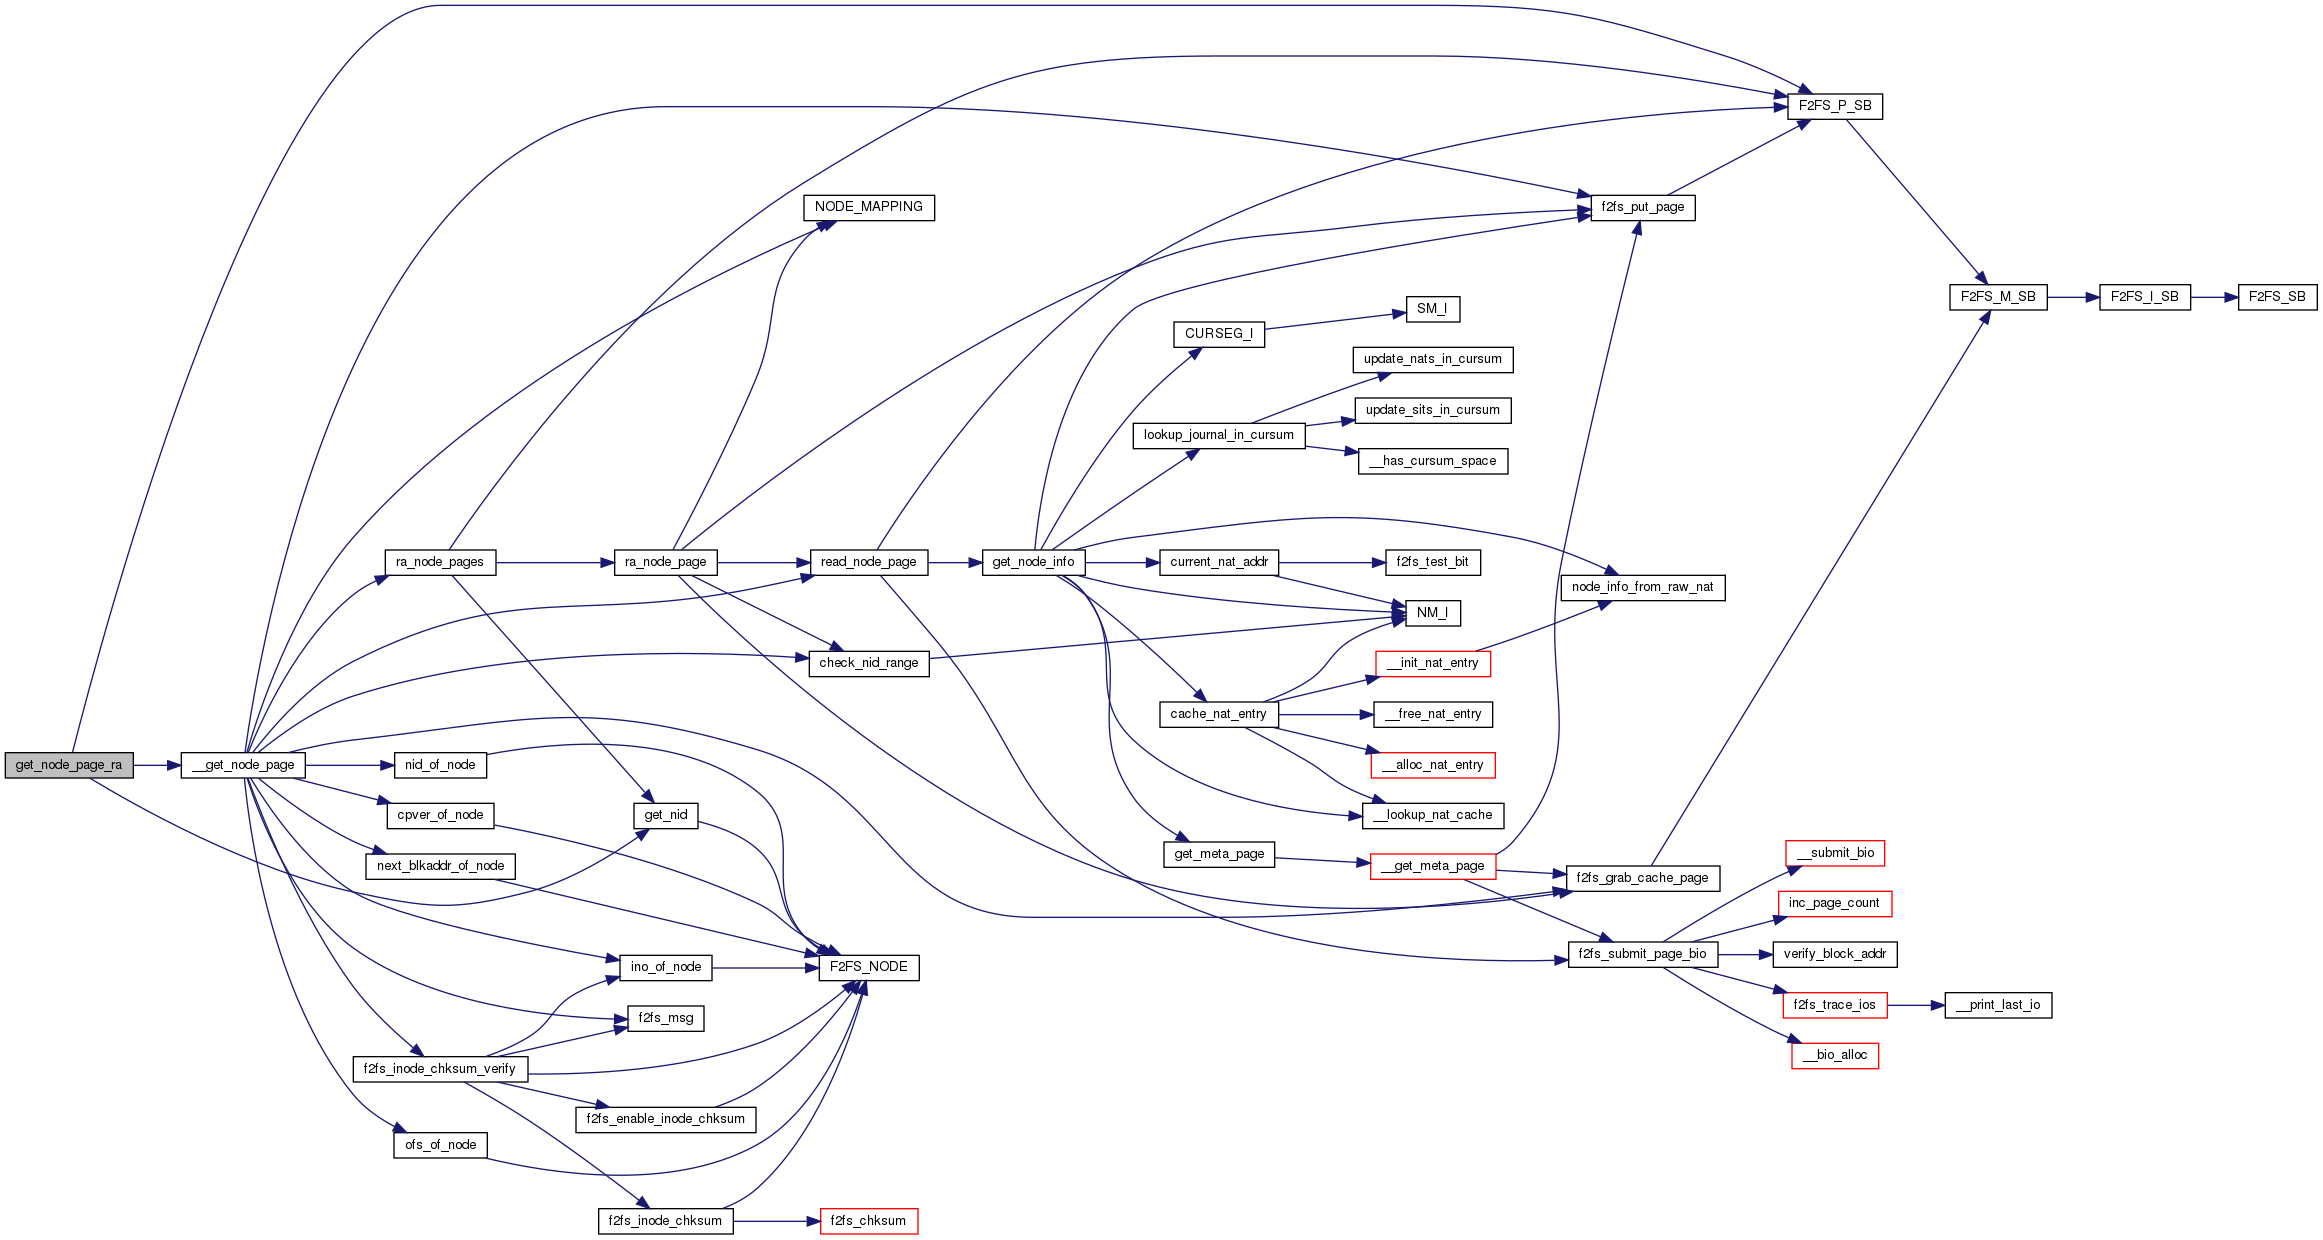 F2FS_P_SB
NODE_MAPPING
f2fs_put_page
F2FS_M_SB
F2FS_I_SB
F2FS_SB
SM_I
CURSEG_I
update_nats_in_cursum
update_sits_in_cursum
lookup_journal_in_cursum
__has_cursum_space
ra_node_pages
ra_node_page
read_node_page
get_node_info
current_nat_addr
f2fs_test_bit
node_info_from_raw_nat
NM_I
check_nid_range
__init_nat_entry
cache_nat_entry
__free_nat_entry
get_node_page_ra
__get_node_page
nid_of_node
__alloc_nat_entry
cpver_of_node
get_nid
__lookup_nat_cache
next_blkaddr_of_node
get_meta_page
__get_meta_page
f2fs_grab_cache_page
__submit_bio
inc_page_count
ino_of_node
F2FS_NODE
f2fs_submit_page_bio
verify_block_addr
f2fs_msg
f2fs_trace_ios
__print_last_io
f2fs_inode_chksum_verify
__bio_alloc
f2fs_enable_inode_chksum
ofs_of_node
f2fs_inode_chksum
f2fs_chksum